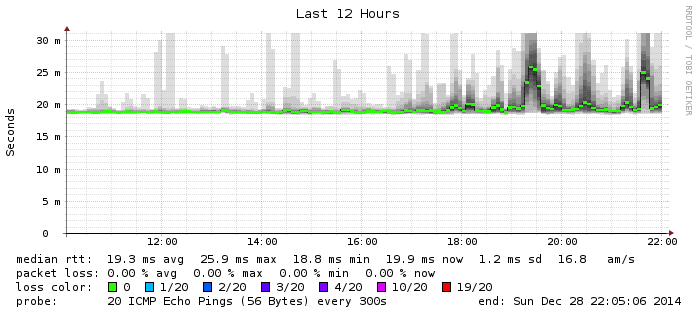 Last 12 Hours
RRDTOOL / TOBI OETIKER
Seconds
30 m
25 m
20 m
15 m
10 m
5 m
0
12:00 14:00 16:00 18:00 20:00 22:00
median rtt: 19.3 ms avg 25.9 ms max 18.8 ms min 19.9 ms now 1.2 ms sd 16.8 am/s
packet loss: 0.00 % avg 0.00 % max 0.00 % min 0.00 % now
loss color: 0 1/20 2/20 3/20 4/20 10/20 19/20
probe: 20 ICMP Echo Pings (56 Bytes) every 300s end: Sun Dec 28 22:05:06 2014